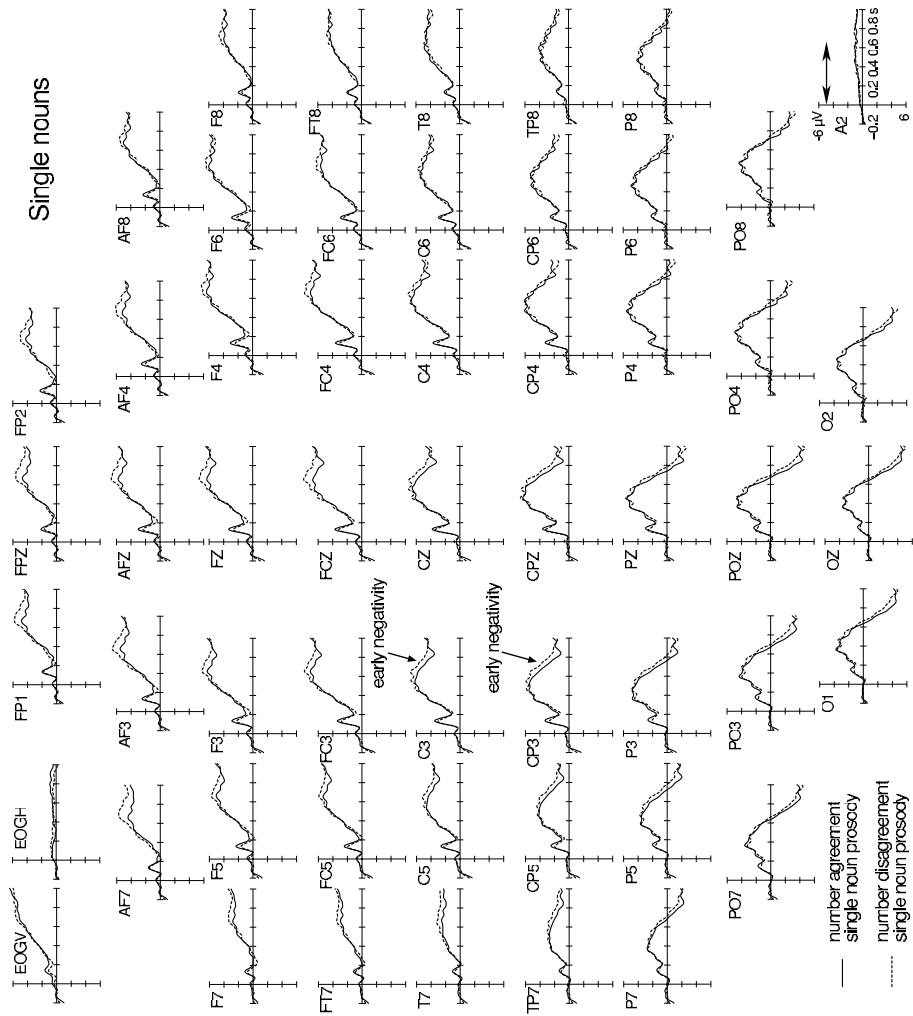 Single nouns
EOGV EOGH FP1 FPZ FP2
AF7 AF3 AFZ AF4 AF8
F7 F5 F3 FZ F4 F6 F8
FT7 FC5 FC3 FCZ FC4 FC6 FT8
early negativity
T7 C5 C3 CZ C4 C6 T8
early negativity
TP7 CP5 CP3 CPZ CP4 CP6 TP8
P7 P5 P3 PZ P4 P6 P8
PO7 PC3 POZ PO4 PO8
O1 OZ O2
-6 µV
A2
-0.2 0.2 0.4 0.6 0.8 s
6
number agreement
single noun prosocy
number disagreement
single ncun prosody